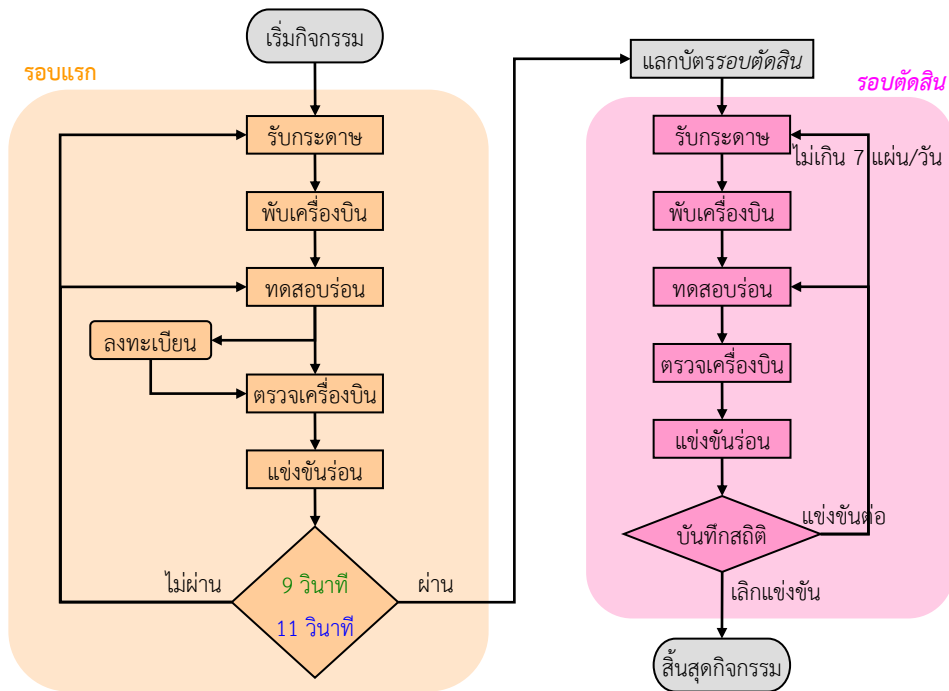 เริ่มกิจกรรม
รอบแรก
รับกระดาษ
พับเครื่องบิน
ทดสอบร่อน
ลงทะเบียน
ตรวจเครื่องบิน
แข่งขันร่อน
ไม่ผ่าน
9 วินาที
11 วินาที
ผ่าน
แลกบัตรรอบตัดสิน
รอบตัดสิน
รับกระดาษ
ไม่เกิน 7 แผ่น/วัน
พับเครื่องบิน
ทดสอบร่อน
ตรวจเครื่องบิน
แข่งขันร่อน
บันทึกสถิติ
แข่งขันต่อ
เลิกแข่งขัน
สิ้นสุดกิจกรรม